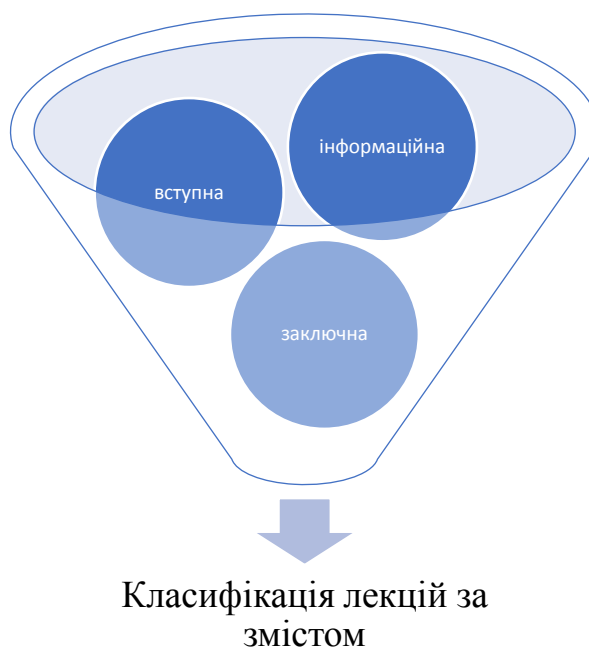 інформаційна
вступна
заключна
Класифікація лекцій за
змістом